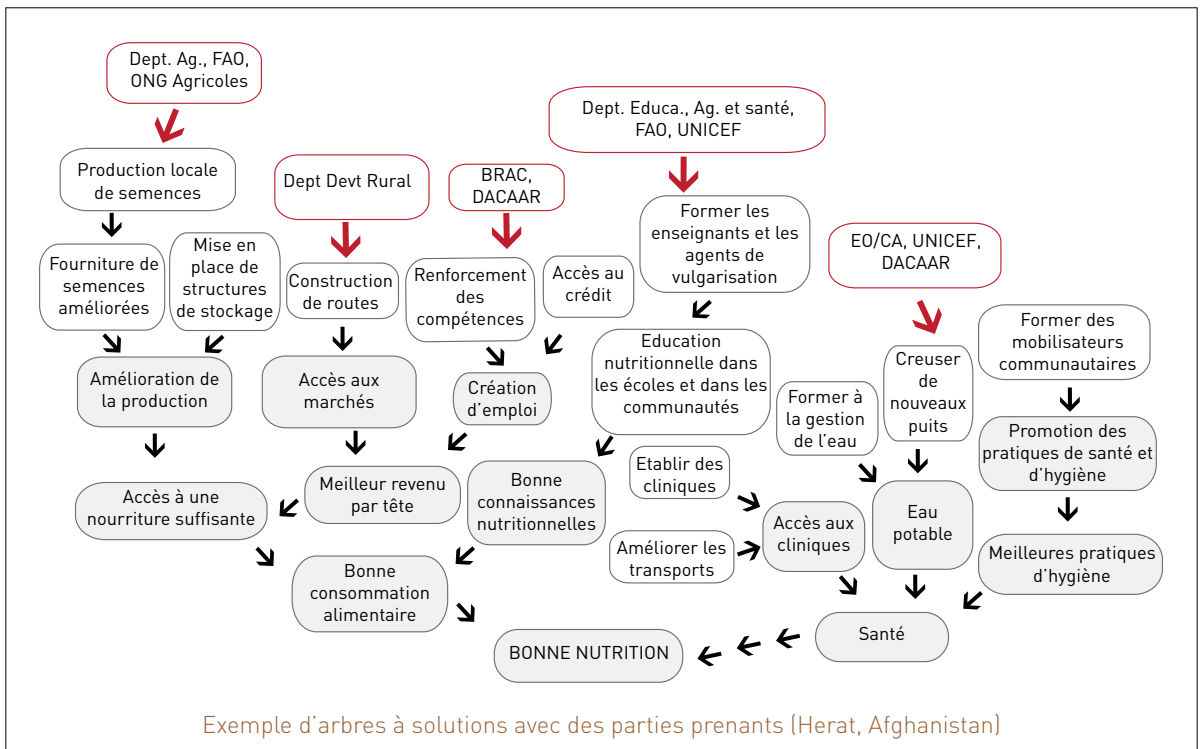 Dept. Ag., FAO,
ONG Agricoles
Dept. Educa., Ag. et santé,
FAO, UNICEF
Production locale
de semences
Dept Devt Rural
BRAC,
DACAAR
Former les
enseignants et les
agents de
vulgarisation
EO/CA, UNICEF,
DACAAR
Fourniture de
semences
améliorées
Mise en
place de
structures
de stockage
Construction
de routes
Renforcement
des
compétences
Accès au
crédit
Former des
mobilisateurs
communautaires
Amélioration de
la production
Accès aux
marchés
Création
d'emploi
Education
nutritionnelle dans
les écoles et dans les
communautés
Former à
la gestion
de l'eau
Creuser
de
nouveaux
puits
Promotion des
pratiques de santé et
d'hygiène
Accès à une
nourriture suffisante
Meilleur revenu
par tête
Bonne
connaissances
nutritionnelles
Etablir des
cliniques
Améliorer les
transports
Accès aux
cliniques
Eau
potable
Meilleures pratiques
d'hygiène
Bonne
consommation
alimentaire
Santé
BONNE NUTRITION
Exemple d'arbres à solutions avec des parties prenants (Herat, Afghanistan)